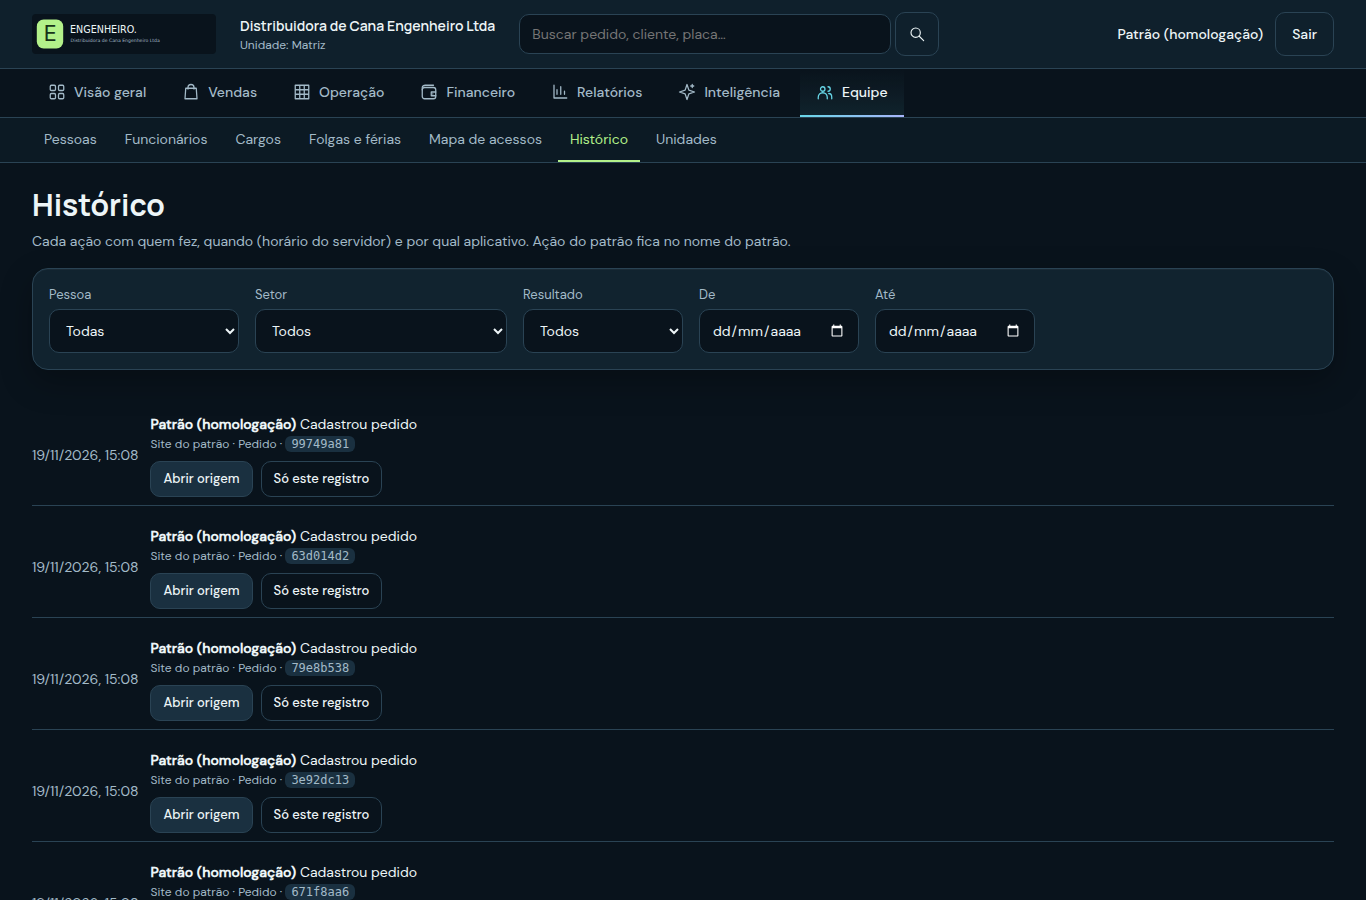 E ENGENHEIRO.
Distribuidora de Cana Engenheiro Ltda
Distribuidora de Cana Engenheiro Ltda
Unidade: Matriz
Buscar pedido, cliente, placa...
Patrão (homologação)
Sair
Visão geral
Vendas
Operação
Financeiro
Relatórios
Inteligência
Equipe
Pessoas
Funcionários
Cargos
Folgas e férias
Mapa de acessos
Histórico
Unidades
Histórico
Cada ação com quem fez, quando (horário do servidor) e por qual aplicativo. Ação do patrão fica no nome do patrão.
Pessoa
Setor
Resultado
De
Até
Todas
Todos
Todos
dd/mm/aaaa
dd/mm/aaaa
19/11/2026, 15:08
Patrão (homologação) Cadastrou pedido
Site do patrão · Pedido · 99749a81
Abrir origem
Só este registro
19/11/2026, 15:08
Patrão (homologação) Cadastrou pedido
Site do patrão · Pedido · 63d014d2
Abrir origem
Só este registro
19/11/2026, 15:08
Patrão (homologação) Cadastrou pedido
Site do patrão · Pedido · 79e8b538
Abrir origem
Só este registro
19/11/2026, 15:08
Patrão (homologação) Cadastrou pedido
Site do patrão · Pedido · 3e92dc13
Abrir origem
Só este registro
Patrão (homologação) Cadastrou pedido
Site do patrão · Pedido · 671f8aa6